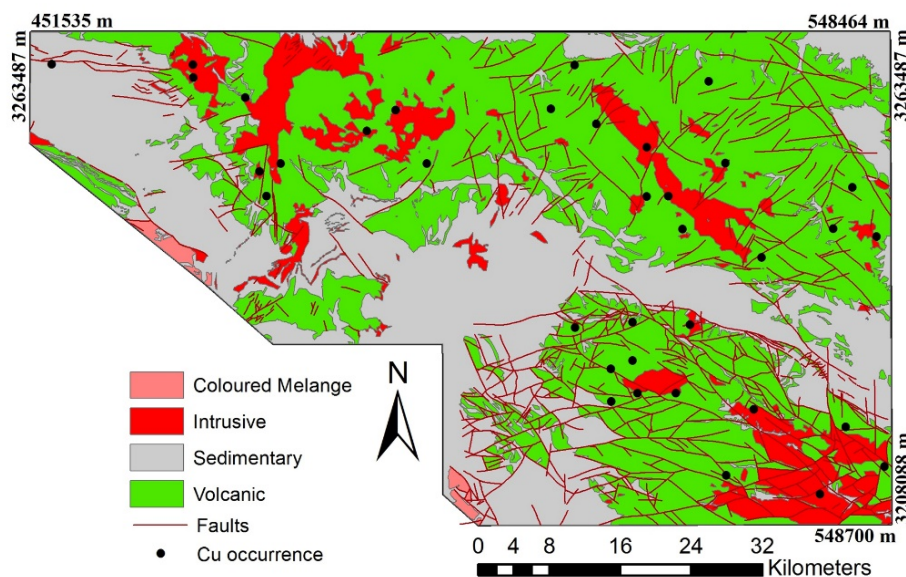 451535 m
548464 m
3263487 m
3263487 m
Coloured Melange
Intrusive
Sedimentary
Volcanic
Faults
Cu occurrence
N
3208088 m
548700 m
0 4 8 16 24 32
Kilometers